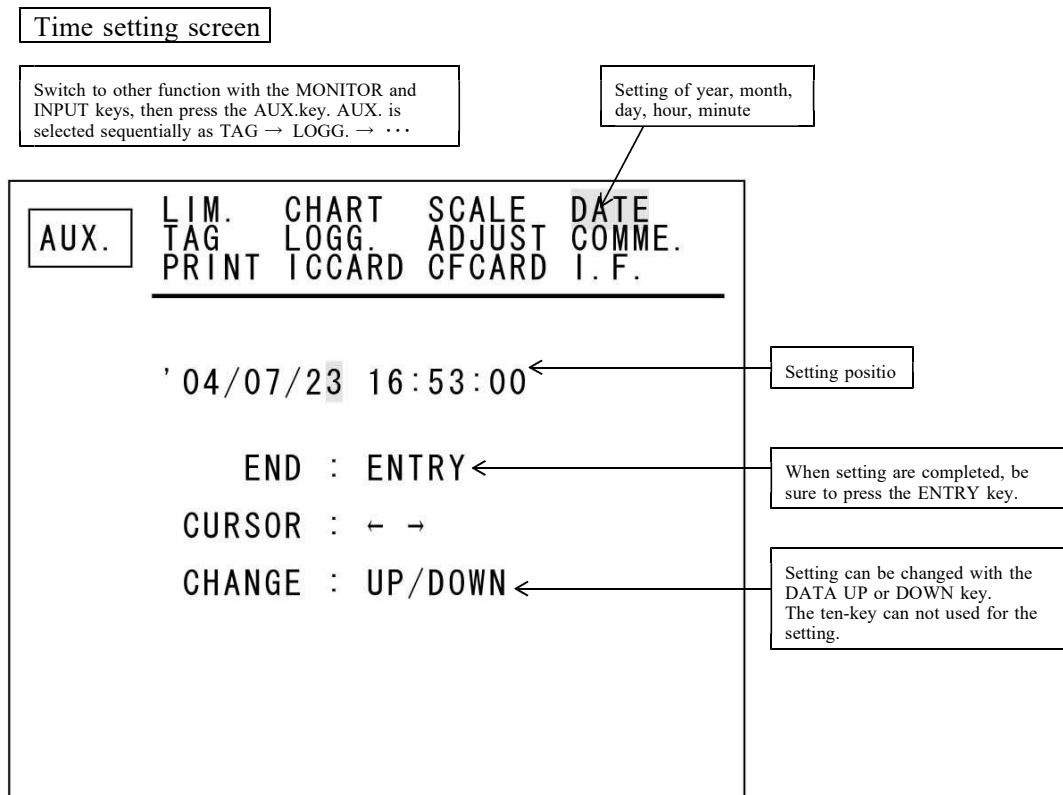 Time setting screen
Switch to other function with the MONITOR and
INPUT keys, then press the AUX.key. AUX. is
selected sequentially as TAG → LOGG. → ･･･
Setting of year, month,
day, hour, minute
AUX.
LIM. CHART SCALE DATE
TAG LOGG. ADJUST COMME.
PRINT ICCARD CFCARD I.F.
'04/07/23 16:53:00
Setting positio
END : ENTRY
When setting are completed, be
sure to press the ENTRY key.
CURSOR : ← →
CHANGE : UP/DOWN
Setting can be changed with the
DATA UP or DOWN key.
The ten-key can not used for the
setting.